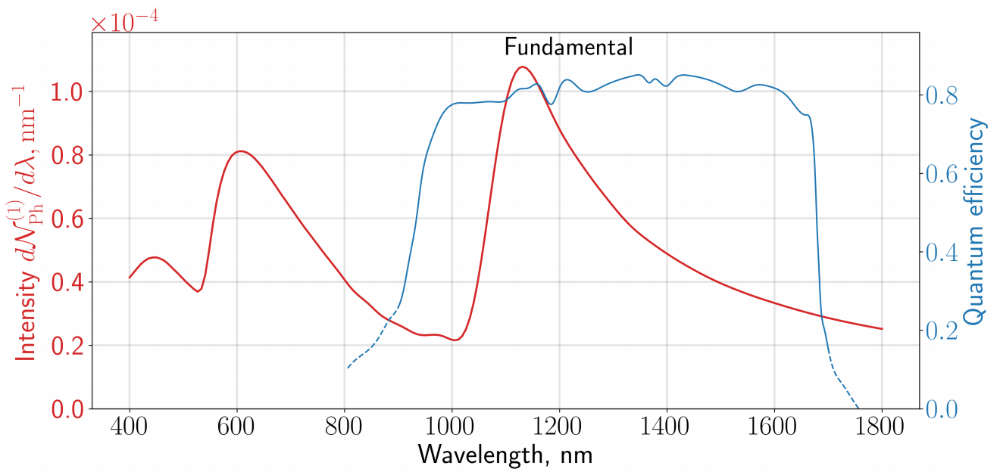 ×10⁻⁴
Fundamental
Intensity d𝒩_Ph^(1)/dλ, nm⁻¹
1.0
0.8
0.6
0.4
0.2
0.0
0.8
0.6
0.4
0.2
0.0
Quantum efficiency
400 600 800 1000 1200 1400 1600 1800
Wavelength, nm